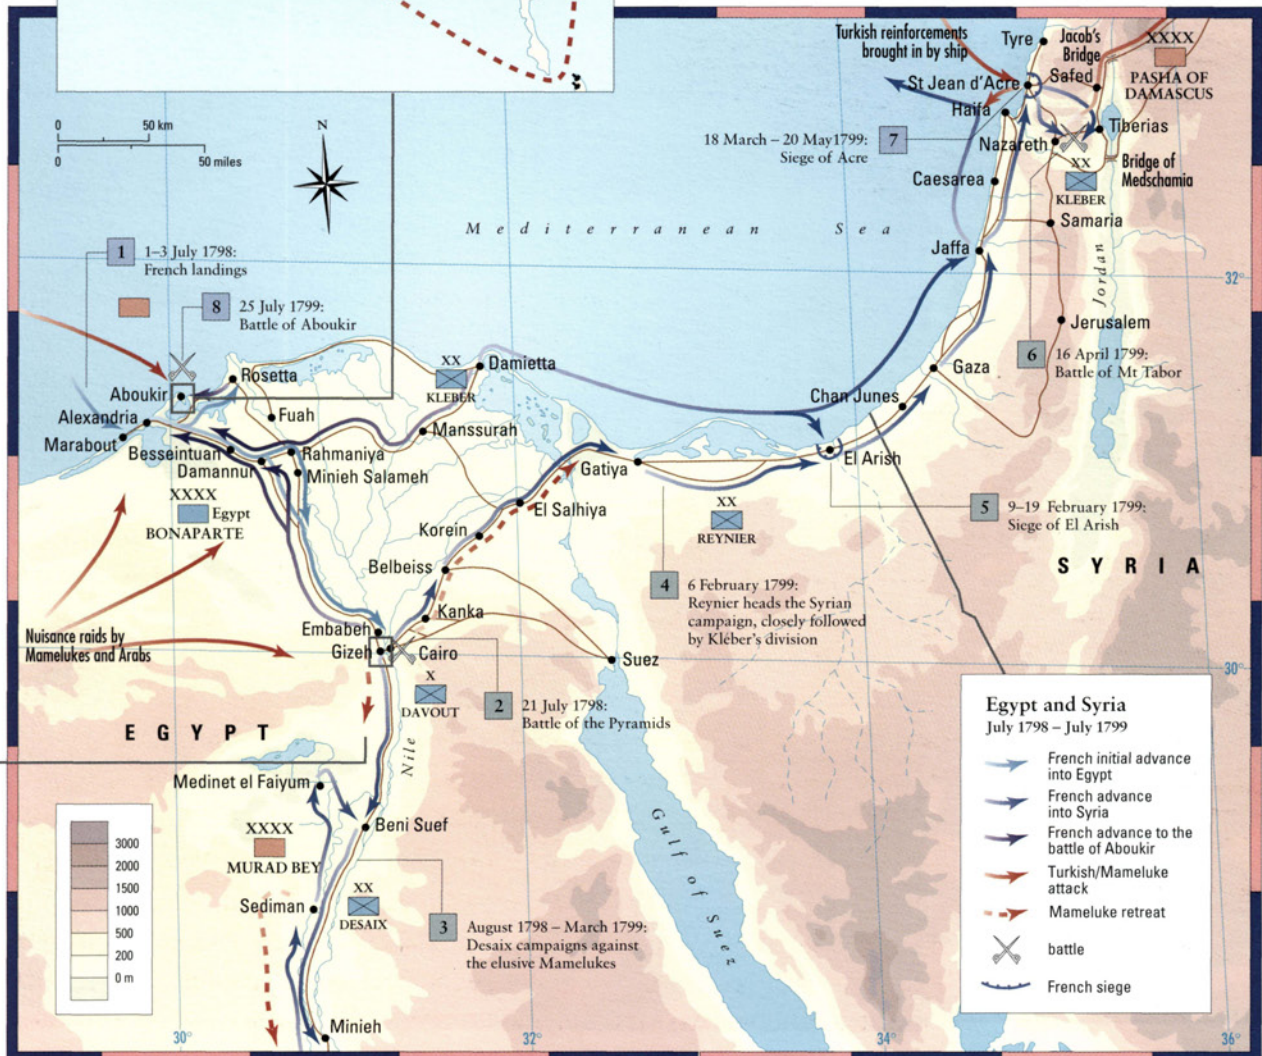 Turkish reinforcements
brought in by ship
Tyre
Jacob's
Bridge
XXXX
PASHA OF
DAMASCUS
St Jean d'Acre
Safed
Haifa
Tiberias
Nazareth
18 March – 20 May1799:
Siege of Acre
7
Bridge of
Medschamia
XX
KLEBER
Caesarea
Samaria
0 50 km
0 50 miles
N
Mediterranean Sea
Jaffa
Jordan
32°
1
1–3 July 1798:
French landings
8
25 July 1799:
Battle of Aboukir
Jerusalem
6
16 April 1799:
Battle of Mt Tabor
Gaza
Chan Junes
Aboukir
Rosetta
XX
KLEBER
Damietta
Alexandria
Fuah
Marabout
Manssurah
Besseintuan
Rahmaniya
Damannur
Minieh Salameh
Gatiya
El Arish
XXXX
Egypt
BONAPARTE
El Salhiya
XX
REYNIER
5
9–19 February 1799:
Siege of El Arish
Korein
Belbeiss
SYRIA
4
6 February 1799:
Reynier heads the Syrian
campaign, closely followed
by Kléber's division
Kanka
Embabeh
Gizeh
Cairo
Suez
30°
Nuisance raids by
Mamelukes and Arabs
X
DAVOUT
2
21 July 1798:
Battle of the Pyramids
EGYPT
Nile
Medinet el Faiyum
Beni Suef
Gulf of Suez
XXXX
MURAD BEY
Sediman
XX
DESAIX
3
August 1798 – March 1799:
Desaix campaigns against
the elusive Mamelukes
Minieh
3000
2000
1500
1000
500
200
0 m
Egypt and Syria
July 1798 – July 1799
French initial advance
into Egypt
French advance
into Syria
French advance to the
battle of Aboukir
Turkish/Mameluke
attack
Mameluke retreat
battle
French siege
30°
32°
34°
36°